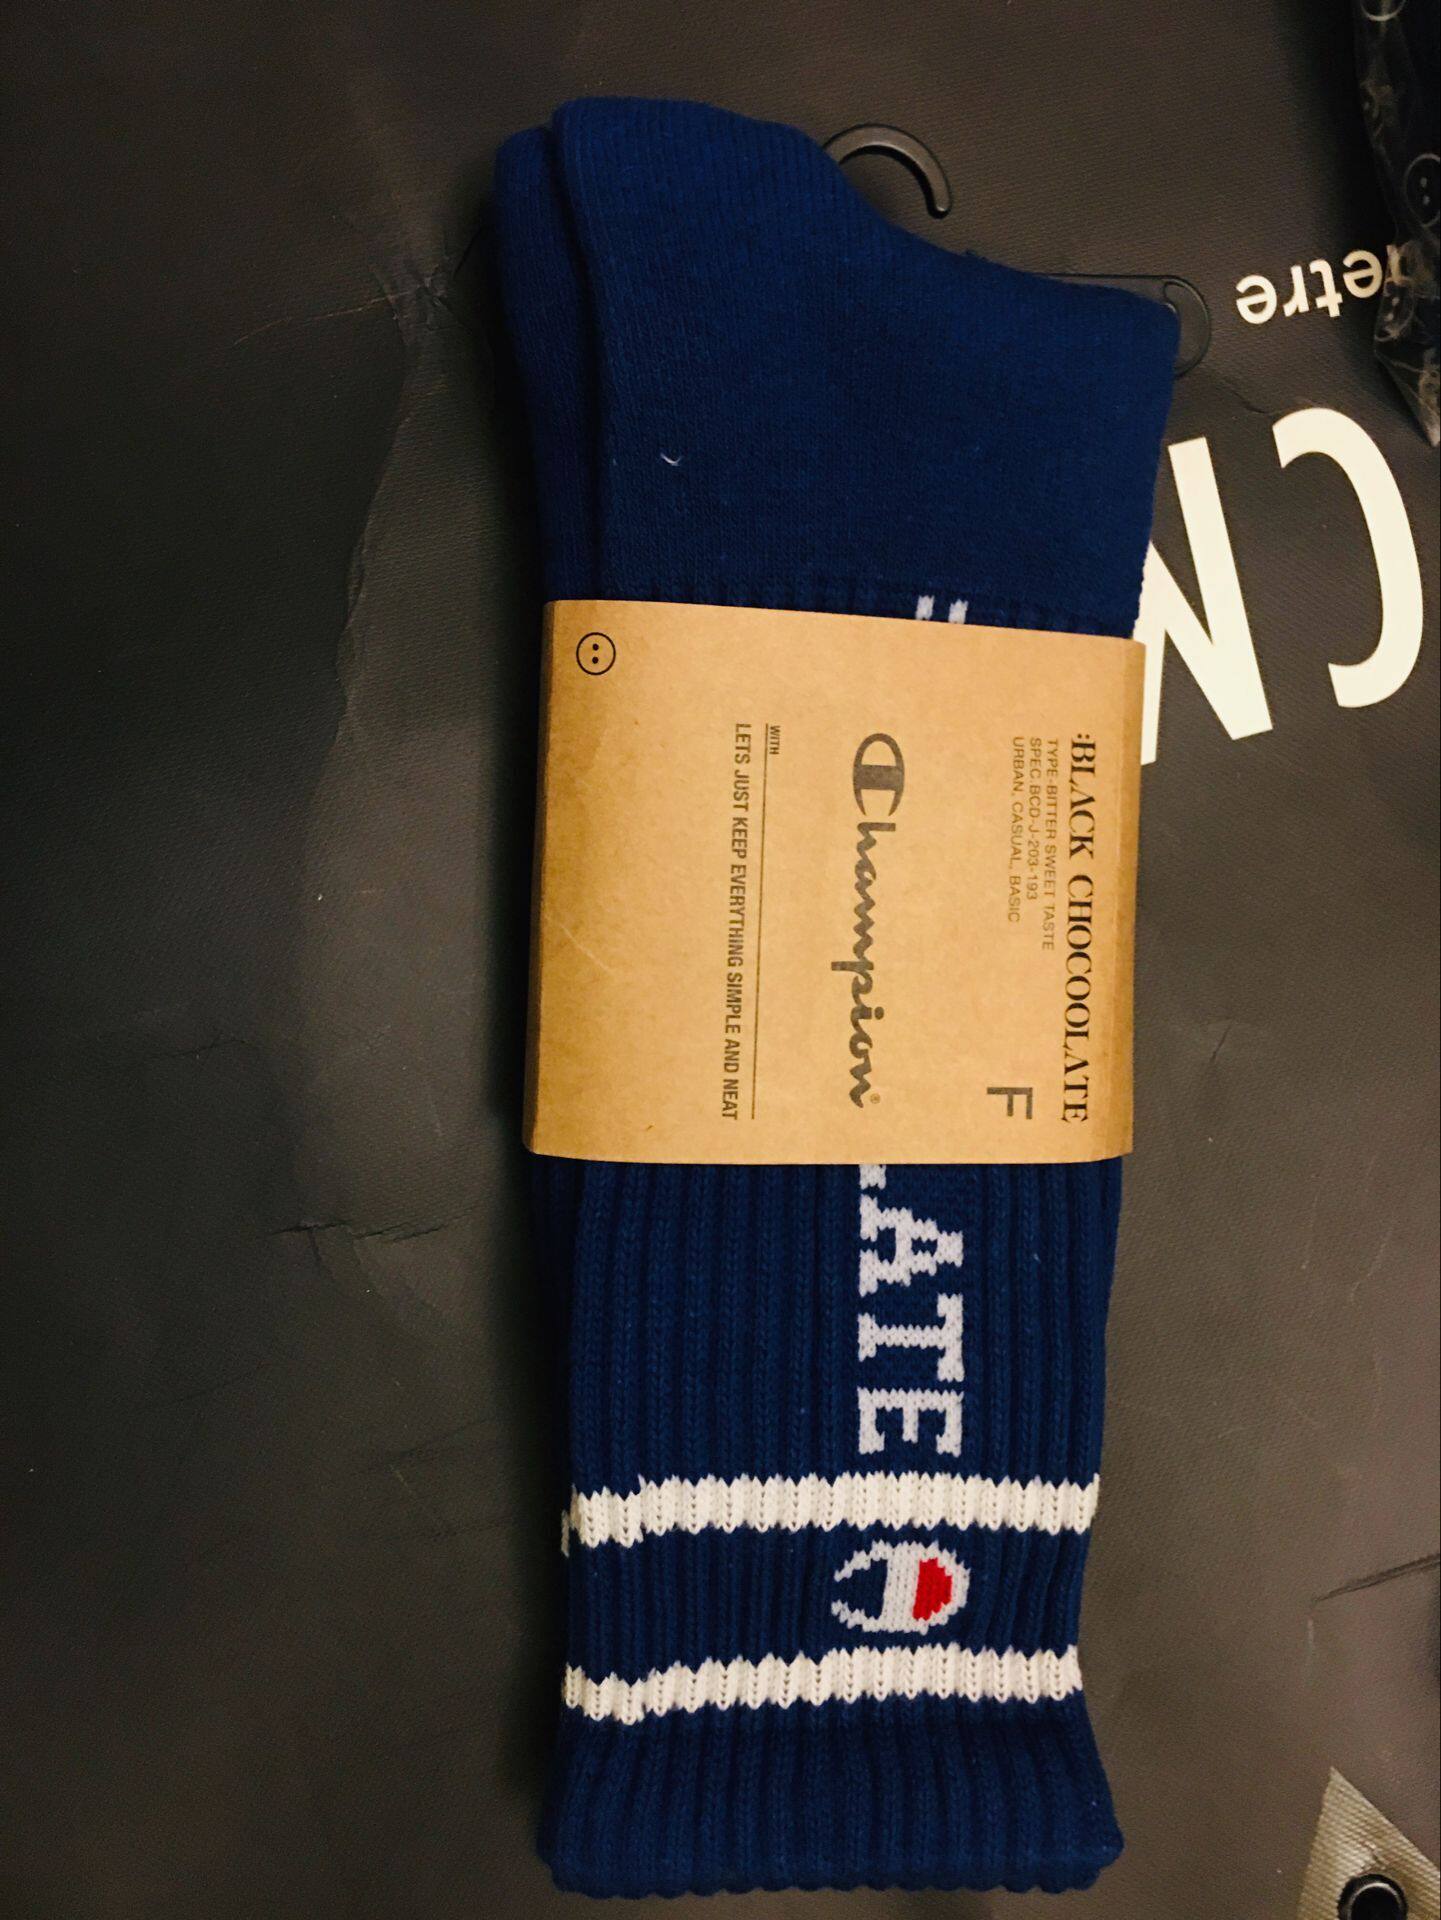 :BLACK CHOCOOLATE
TYPE-BITTER SWEET TASTE
SPEC.BCD-J-203-193
URBAN, CASUAL, BASIC
F
Champion®
WITH
LETS JUST KEEP EVERYTHING SIMPLE AND NEAT
LATE
etre
CN